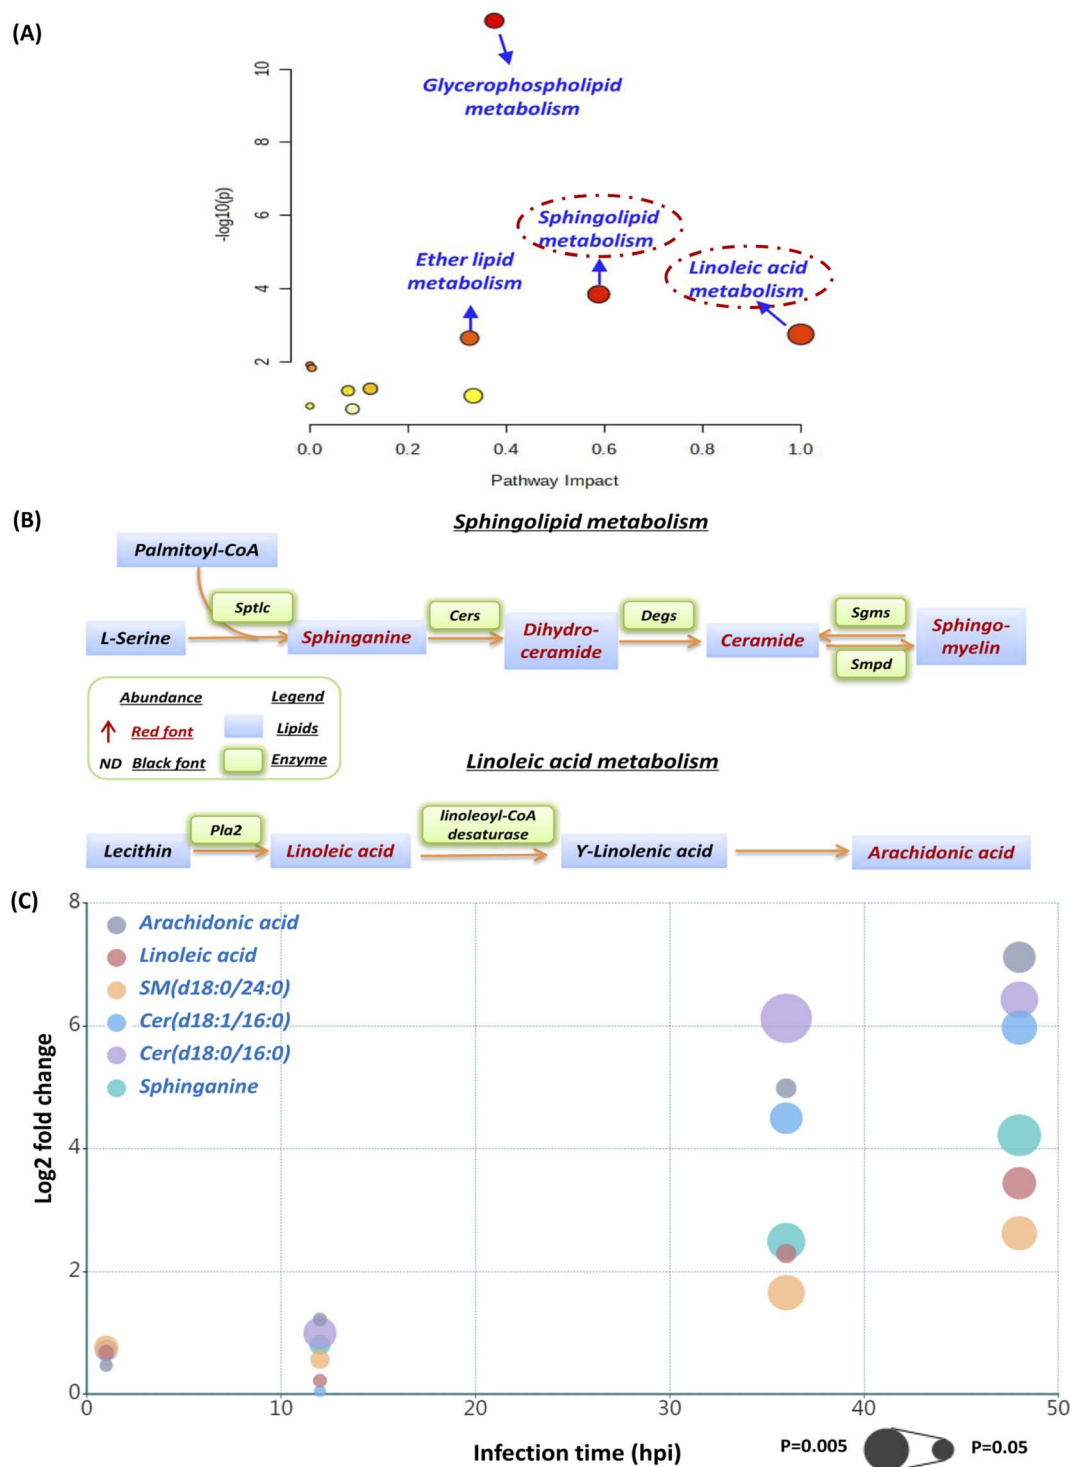 (A)
10
8
6
4
2
-log10(p)
Glycerophospholipid
metabolism
Sphingolipid
metabolism
Ether lipid
metabolism
Linoleic acid
metabolism
0.0 0.2 0.4 0.6 0.8 1.0
Pathway Impact
(B)
Sphingolipid metabolism
Palmitoyl-CoA
Sptlc
Cers
Degs
Sgms
L-Serine
Sphinganine
Dihydro-
ceramide
Ceramide
Sphingo-
myelin
Smpd
Abundance Legend
Red font Lipids
ND Black font Enzyme
Linoleic acid metabolism
Pla2
linoleoyl-CoA
desaturase
Lecithin
Linoleic acid
Y-Linolenic acid
Arachidonic acid
(C)
8
6
4
2
0
Log2 fold change
Arachidonic acid
Linoleic acid
SM(d18:0/24:0)
Cer(d18:1/16:0)
Cer(d18:0/16:0)
Sphinganine
0 10 20 30 40 50
Infection time (hpi)
P=0.005 P=0.05